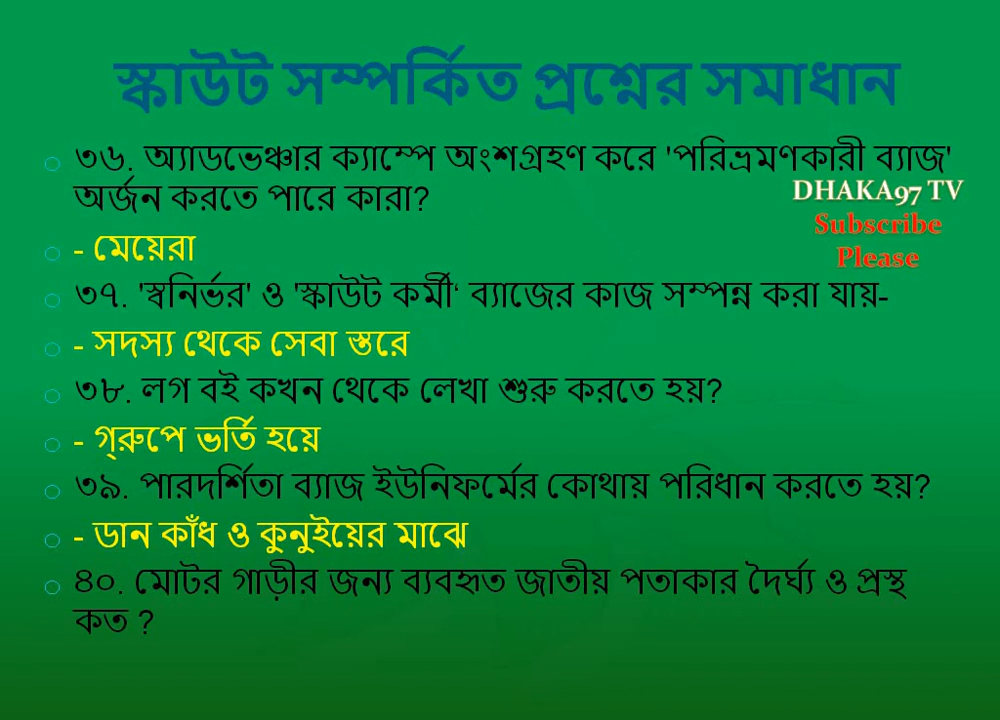 স্কাউট সম্পর্কিত প্রশ্নের সমাধান
৩৬. অ্যাডভেঞ্চার ক্যাম্পে অংশগ্রহণ করে 'পরিভ্রমণকারী ব্যাজ'
অর্জন করতে পারে কারা?
DHAKA97 TV
Subscribe
Please
- মেয়েরা
৩৭. 'স্বনির্ভর' ও 'স্কাউট কর্মী‘ ব্যাজের কাজ সম্পন্ন করা যায়-
- সদস্য থেকে সেবা স্তরে
৩৮. লগ বই কখন থেকে লেখা শুরু করতে হয়?
- গ্রুপে ভর্তি হয়ে
৩৯. পারদর্শিতা ব্যাজ ইউনিফর্মের কোথায় পরিধান করতে হয়?
- ডান কাঁধ ও কুনুইয়ের মাঝে
৪০. মোটর গাড়ীর জন্য ব্যবহৃত জাতীয় পতাকার দৈর্ঘ্য ও প্রস্থ
কত ?